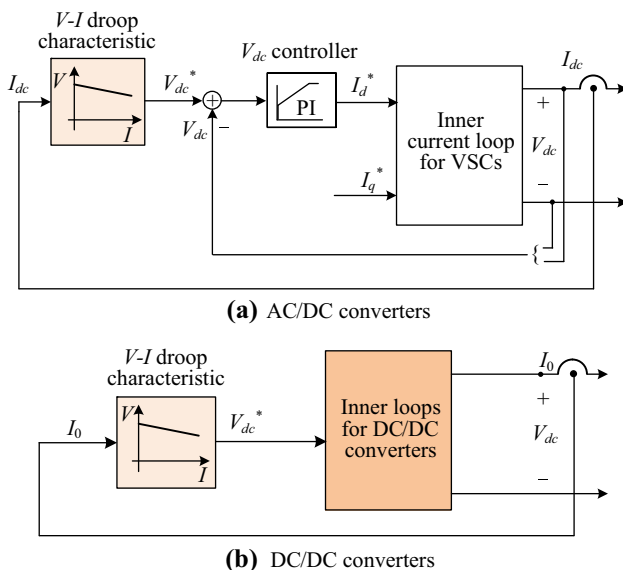 V-I droop
characteristic
V_dc controller
I_dc
V
I
V_dc*
+
V_dc
−
PI
I_d*
I_q*
Inner
current loop
for VSCs
I_dc
+
V_dc
−
{
(a) AC/DC converters
V-I droop
characteristic
I_0
V
I
V_dc*
Inner loops
for DC/DC
converters
I_0
+
V_dc
−
(b) DC/DC converters